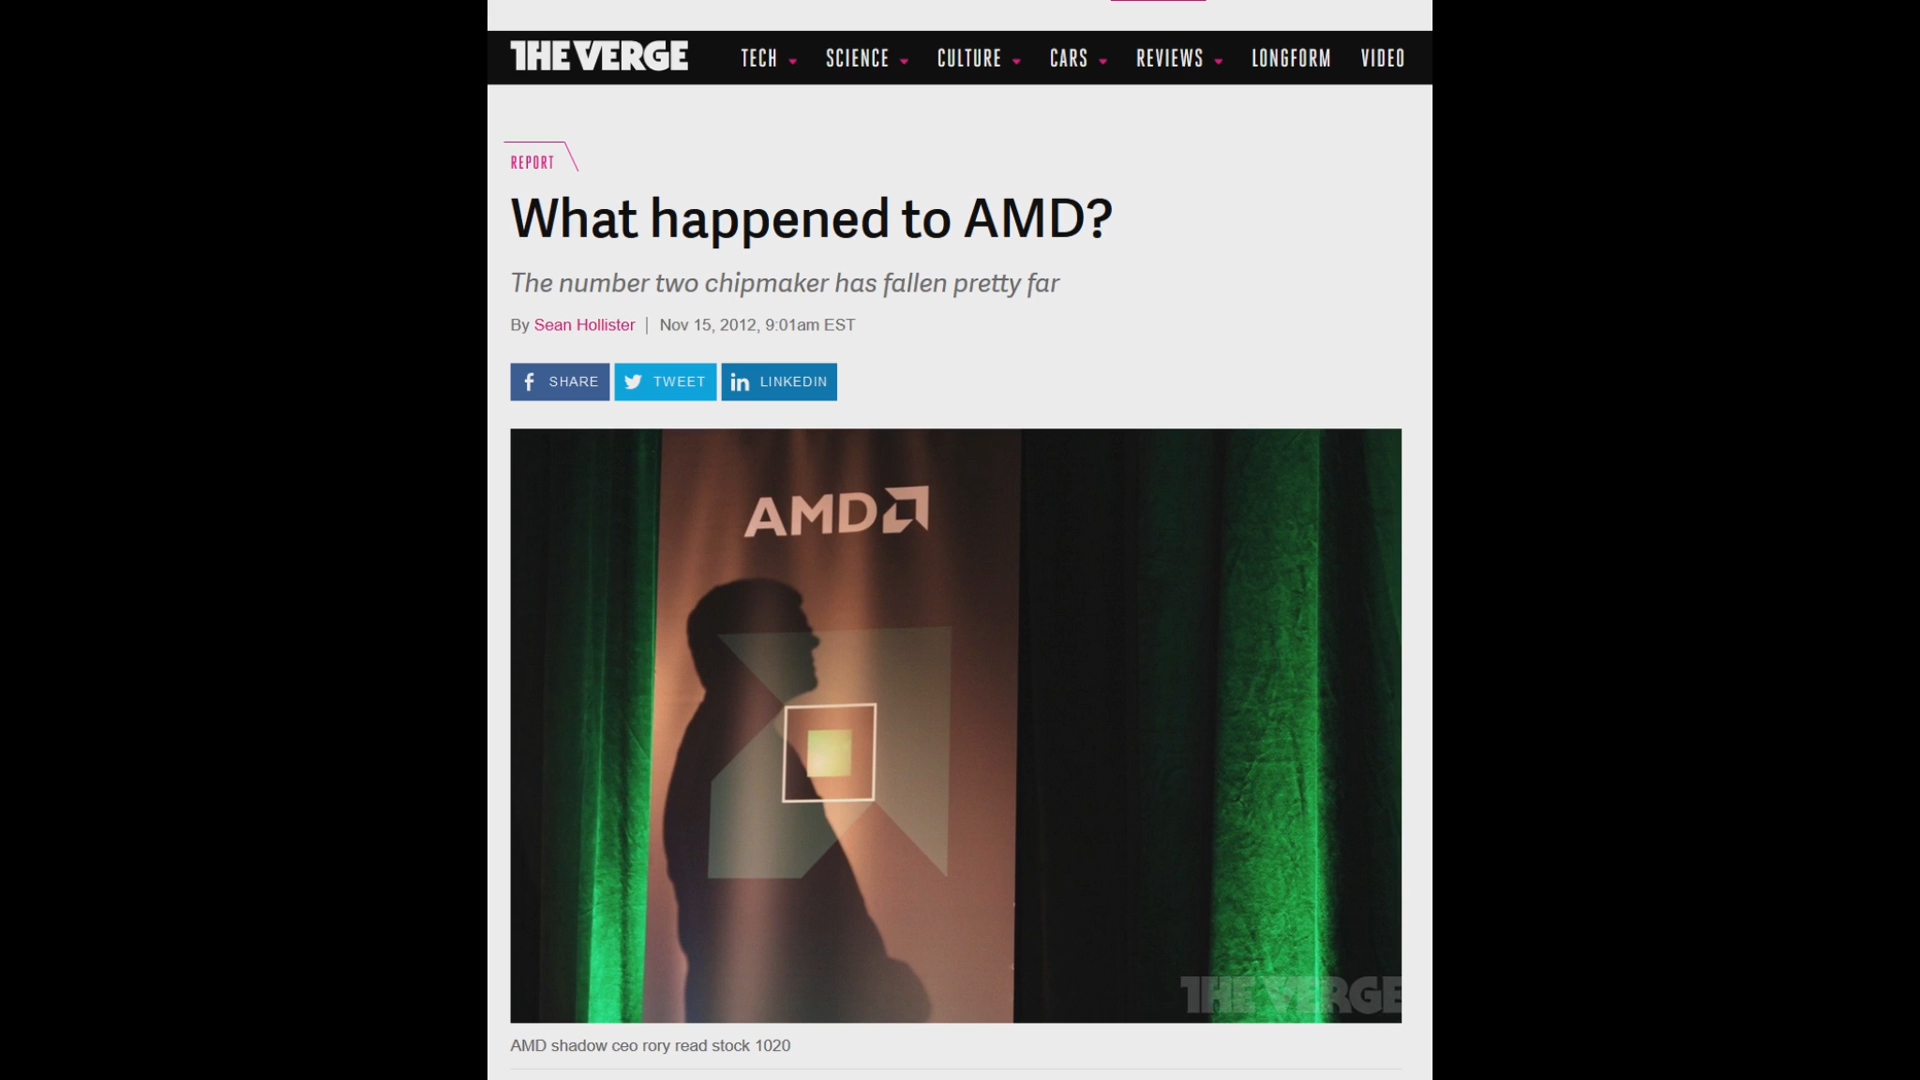 THE VERGE
TECH SCIENCE CULTURE CARS REVIEWS LONGFORM VIDEO
REPORT
What happened to AMD?
The number two chipmaker has fallen pretty far
By Sean Hollister | Nov 15, 2012, 9:01am EST
SHARE TWEET LINKEDIN
AMD
THE VERGE
AMD shadow ceo rory read stock 1020